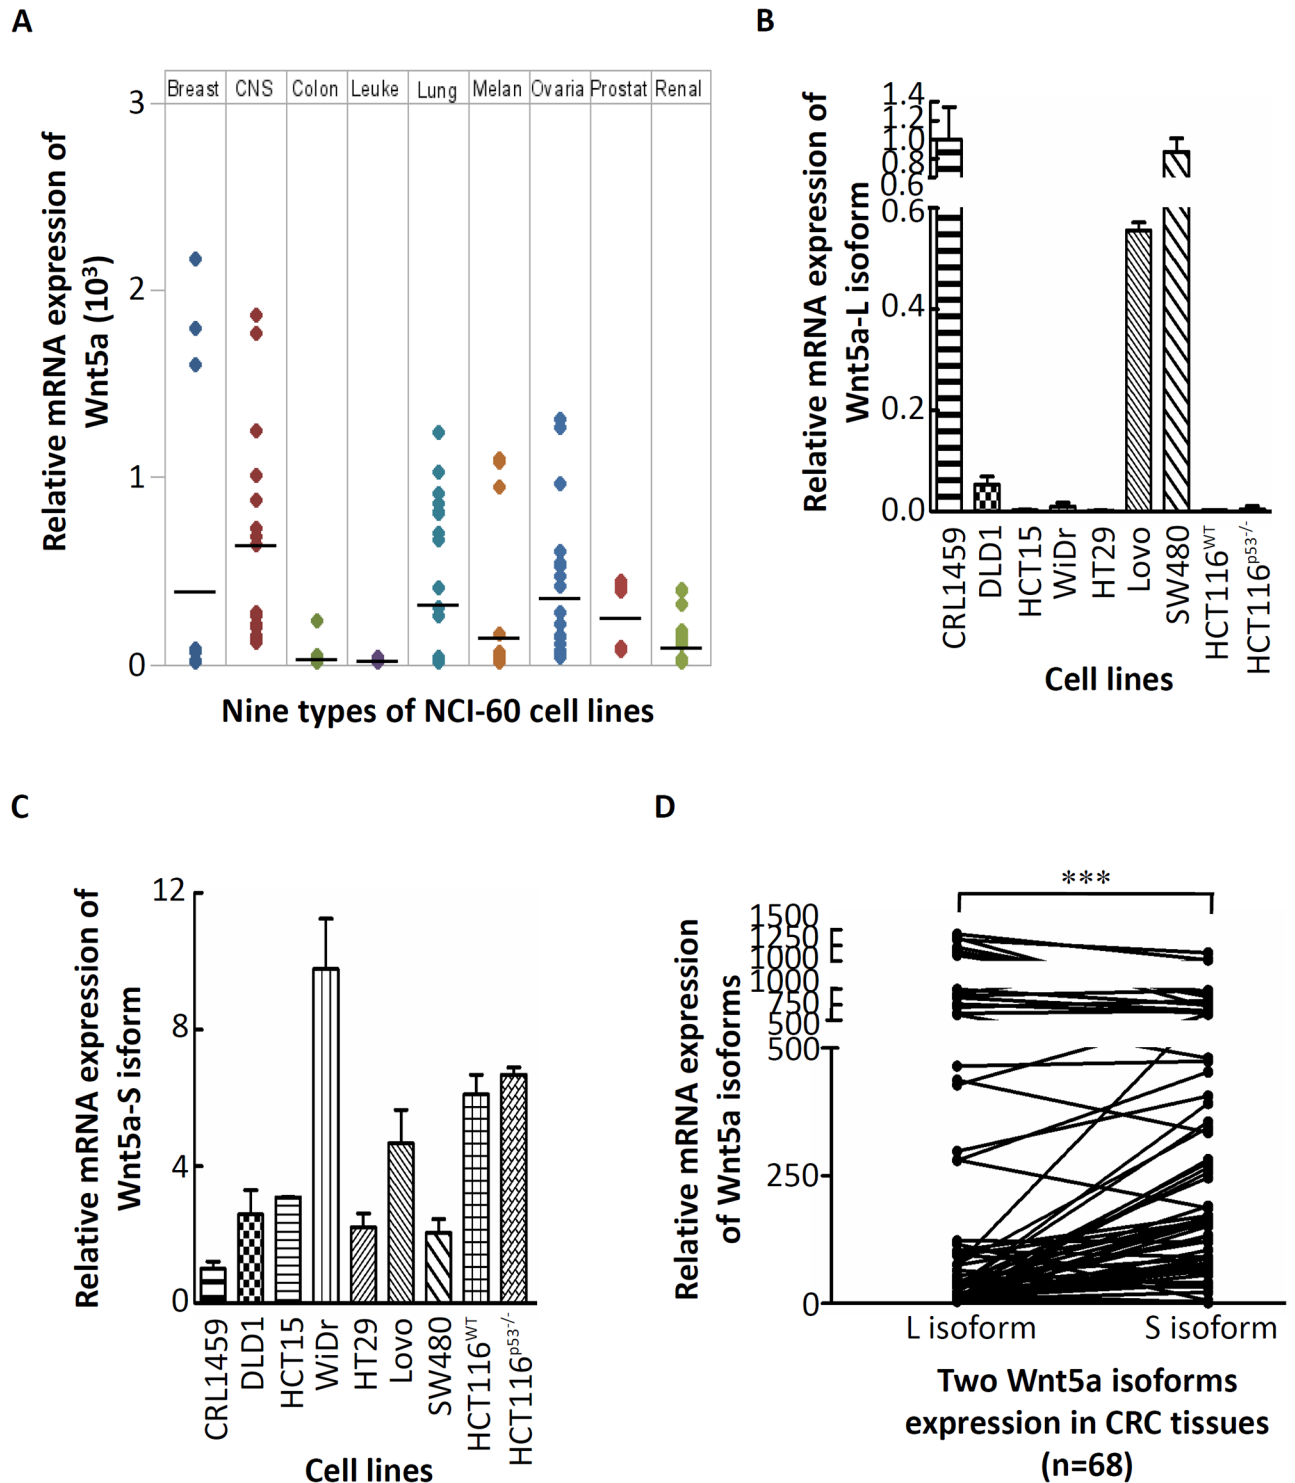 A
Relative mRNA expression of
Wnt5a (10³)
Breast CNS Colon Leuke Lung Melan Ovaria Prostat Renal
3
2
1
0
Nine types of NCI-60 cell lines
B
Relative mRNA expression of
Wnt5a-L isoform
1.4
1.2
1.0
0.8
0.6
0.6
0.4
0.2
0.0
CRL1459
DLD1
HCT15
WiDr
HT29
Lovo
SW480
HCT116WT
HCT116p53-/-
Cell lines
C
Relative mRNA expression of
Wnt5a-S isform
12
8
4
0
CRL1459
DLD1
HCT15
WiDr
HT29
Lovo
SW480
HCT116WT
HCT116p53-/-
Cell lines
D
Relative mRNA expression
of Wnt5a isoforms
***
1500
1250
1000
1000
750
500
500
250
0
L isoform S isoform
Two Wnt5a isoforms
expression in CRC tissues
(n=68)